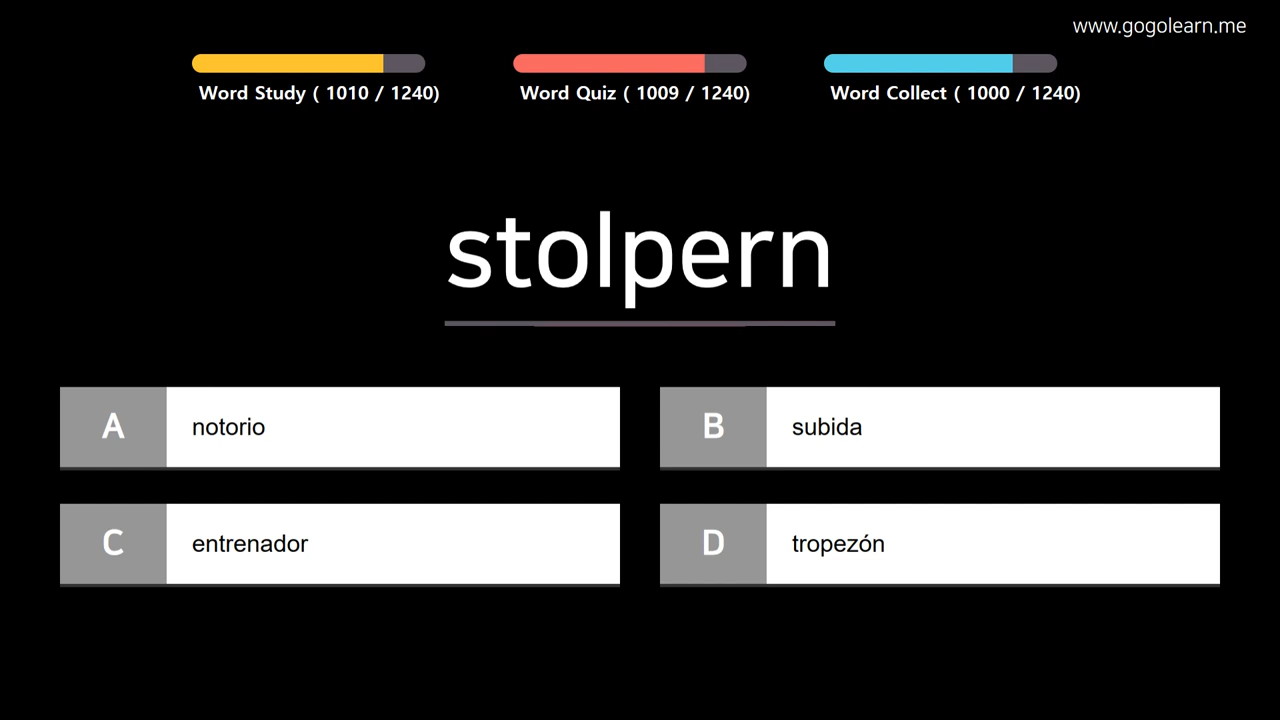 www.gogolearn.me
Word Study ( 1010 / 1240)
Word Quiz ( 1009 / 1240)
Word Collect ( 1000 / 1240)
stolpern
A notorio
B subida
C entrenador
D tropezón